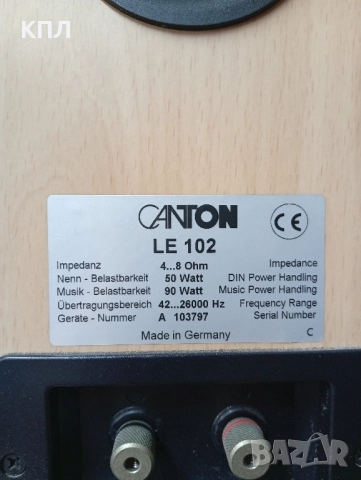 КПЛ
CANTON
CE
LE 102
Impedanz 4...8 Ohm Impedance
Nenn - Belastbarkeit 50 Watt DIN Power Handling
Musik - Belastbarkeit 90 Watt Music Power Handling
Übertragungsbereich 42...26000 Hz Frequency Range
Geräte - Nummer A 103797 Serial Number
Made in Germany C
BAZAR